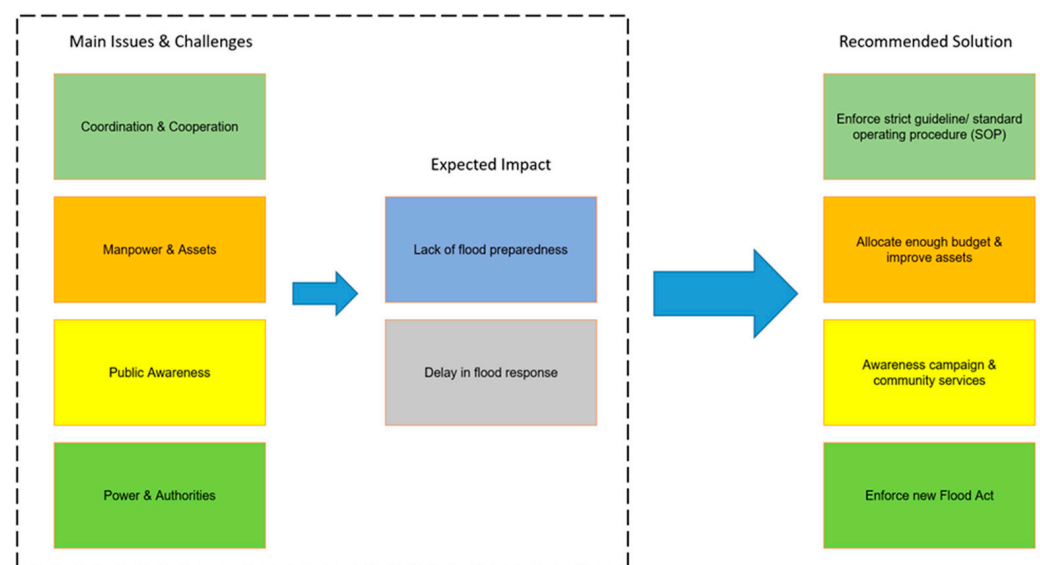 Main Issues & Challenges
Coordination & Cooperation
Manpower & Assets
Public Awareness
Power & Authorities
Expected Impact
Lack of flood preparedness
Delay in flood response
Recommended Solution
Enforce strict guideline/ standard
operating procedure (SOP)
Allocate enough budget &
improve assets
Awareness campaign &
community services
Enforce new Flood Act